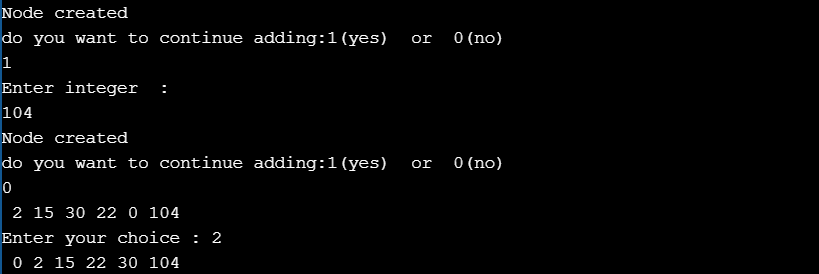 Node created
do you want to continue adding:1(yes)  or  0(no)
1
Enter integer  :
104
Node created
do you want to continue adding:1(yes)  or  0(no)
0
 2 15 30 22 0 104
Enter your choice : 2
 0 2 15 22 30 104